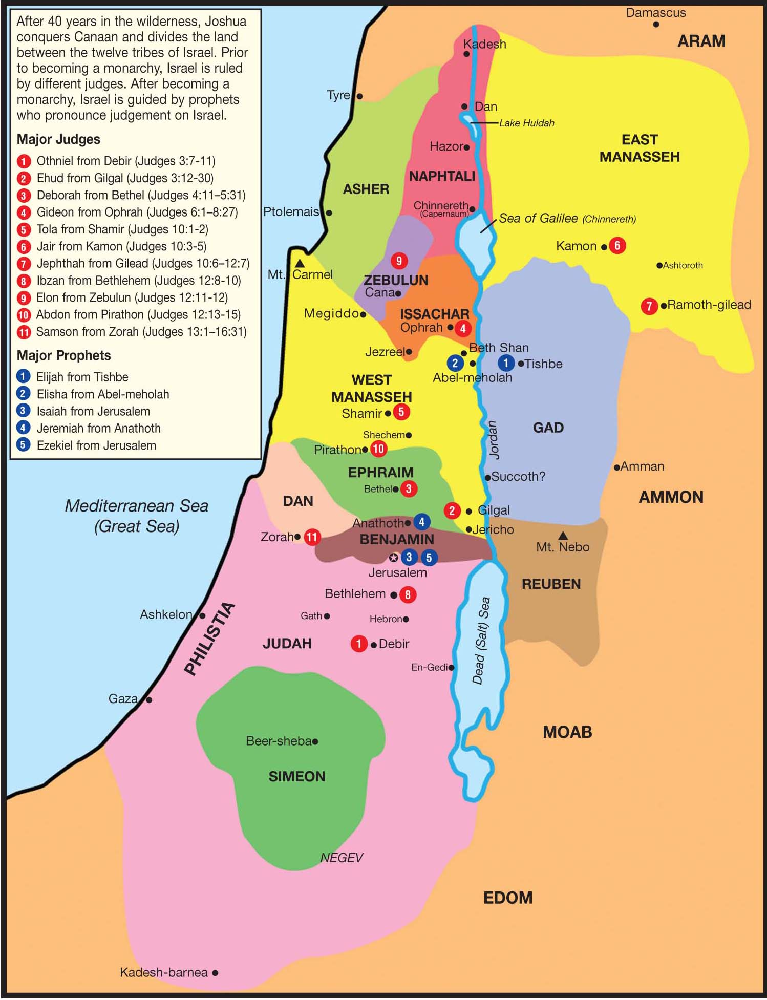 After 40 years in the wilderness, Joshua
conquers Canaan and divides the land
between the twelve tribes of Israel. Prior
to becoming a monarchy, Israel is ruled
by different judges. After becoming a
monarchy, Israel is guided by prophets
who pronounce judgement on Israel.
Major Judges
1 Othniel from Debir (Judges 3:7-11)
2 Ehud from Gilgal (Judges 3:12-30)
3 Deborah from Bethel (Judges 4:11–5:31)
4 Gideon from Ophrah (Judges 6:1–8:27)
5 Tola from Shamir (Judges 10:1-2)
6 Jair from Kamon (Judges 10:3-5)
7 Jephthah from Gilead (Judges 10:6–12:7)
8 Ibzan from Bethlehem (Judges 12:8-10)
9 Elon from Zebulun (Judges 12:11-12)
10 Abdon from Pirathon (Judges 12:13-15)
11 Samson from Zorah (Judges 13:1–16:31)
Major Prophets
1 Elijah from Tishbe
2 Elisha from Abel-meholah
3 Isaiah from Jerusalem
4 Jeremiah from Anathoth
5 Ezekiel from Jerusalem
Damascus
ARAM
Kadesh
Tyre
Dan
Lake Huldah
EAST
MANASSEH
Hazor
NAPHTALI
ASHER
Chinnereth
(Capernaum)
Ptolemais
Sea of Galilee (Chinnereth)
Kamon 6
9
Ashtoroth
Mt. Carmel
ZEBULUN
Cana
7 Ramoth-gilead
Megiddo
ISSACHAR
Ophrah 4
Beth Shan
Jezreel
2
1 Tishbe
Abel-meholah
WEST
MANASSEH
Shamir 5
GAD
Jordan
Shechem
Pirathon 10
Amman
EPHRAIM
Succoth?
Bethel 3
DAN
AMMON
Mediterranean Sea
(Great Sea)
2 Gilgal
Anathoth 4
Jericho
Zorah 11
BENJAMIN
Mt. Nebo
3 5
Jerusalem
REUBEN
Bethlehem 8
Ashkelon
Gath
Hebron
PHILISTIA
JUDAH
1 Debir
Dead (Salt) Sea
En-Gedi
Gaza
MOAB
Beer-sheba
SIMEON
NEGEV
EDOM
Kadesh-barnea